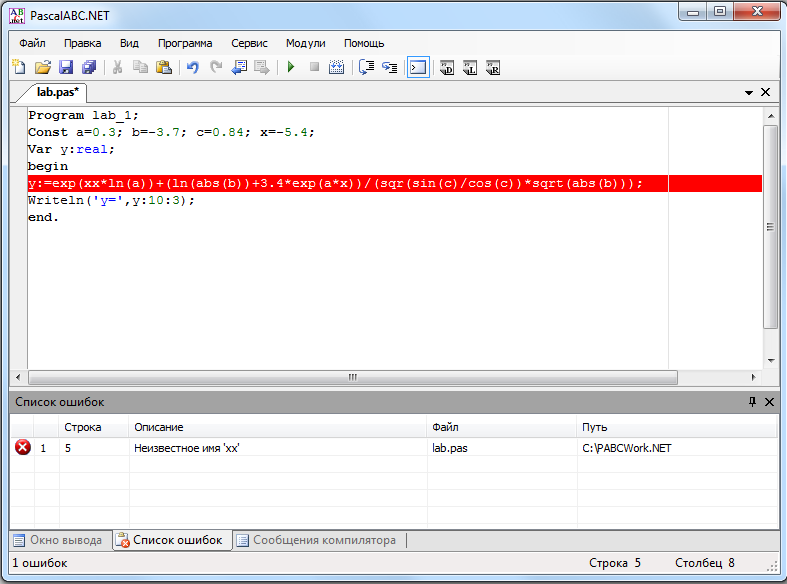 PascalABC.NET
Файл Правка Вид Программа Сервис Модули Помощь
lab.pas*
Program lab_1;
Const a=0.3; b=-3.7; c=0.84; x=-5.4;
Var y:real;
begin
y:=exp(xx*ln(a))+(ln(abs(b))+3.4*exp(a*x))/(sqr(sin(c)/cos(c))*sqrt(abs(b)));
Writeln('y=',y:10:3);
end.
Список ошибок
Строка Описание Файл Путь
1 5 Неизвестное имя 'xx' lab.pas C:\PABCWork.NET
Окно вывода Список ошибок Сообщения компилятора
1 ошибок Строка 5 Столбец 8